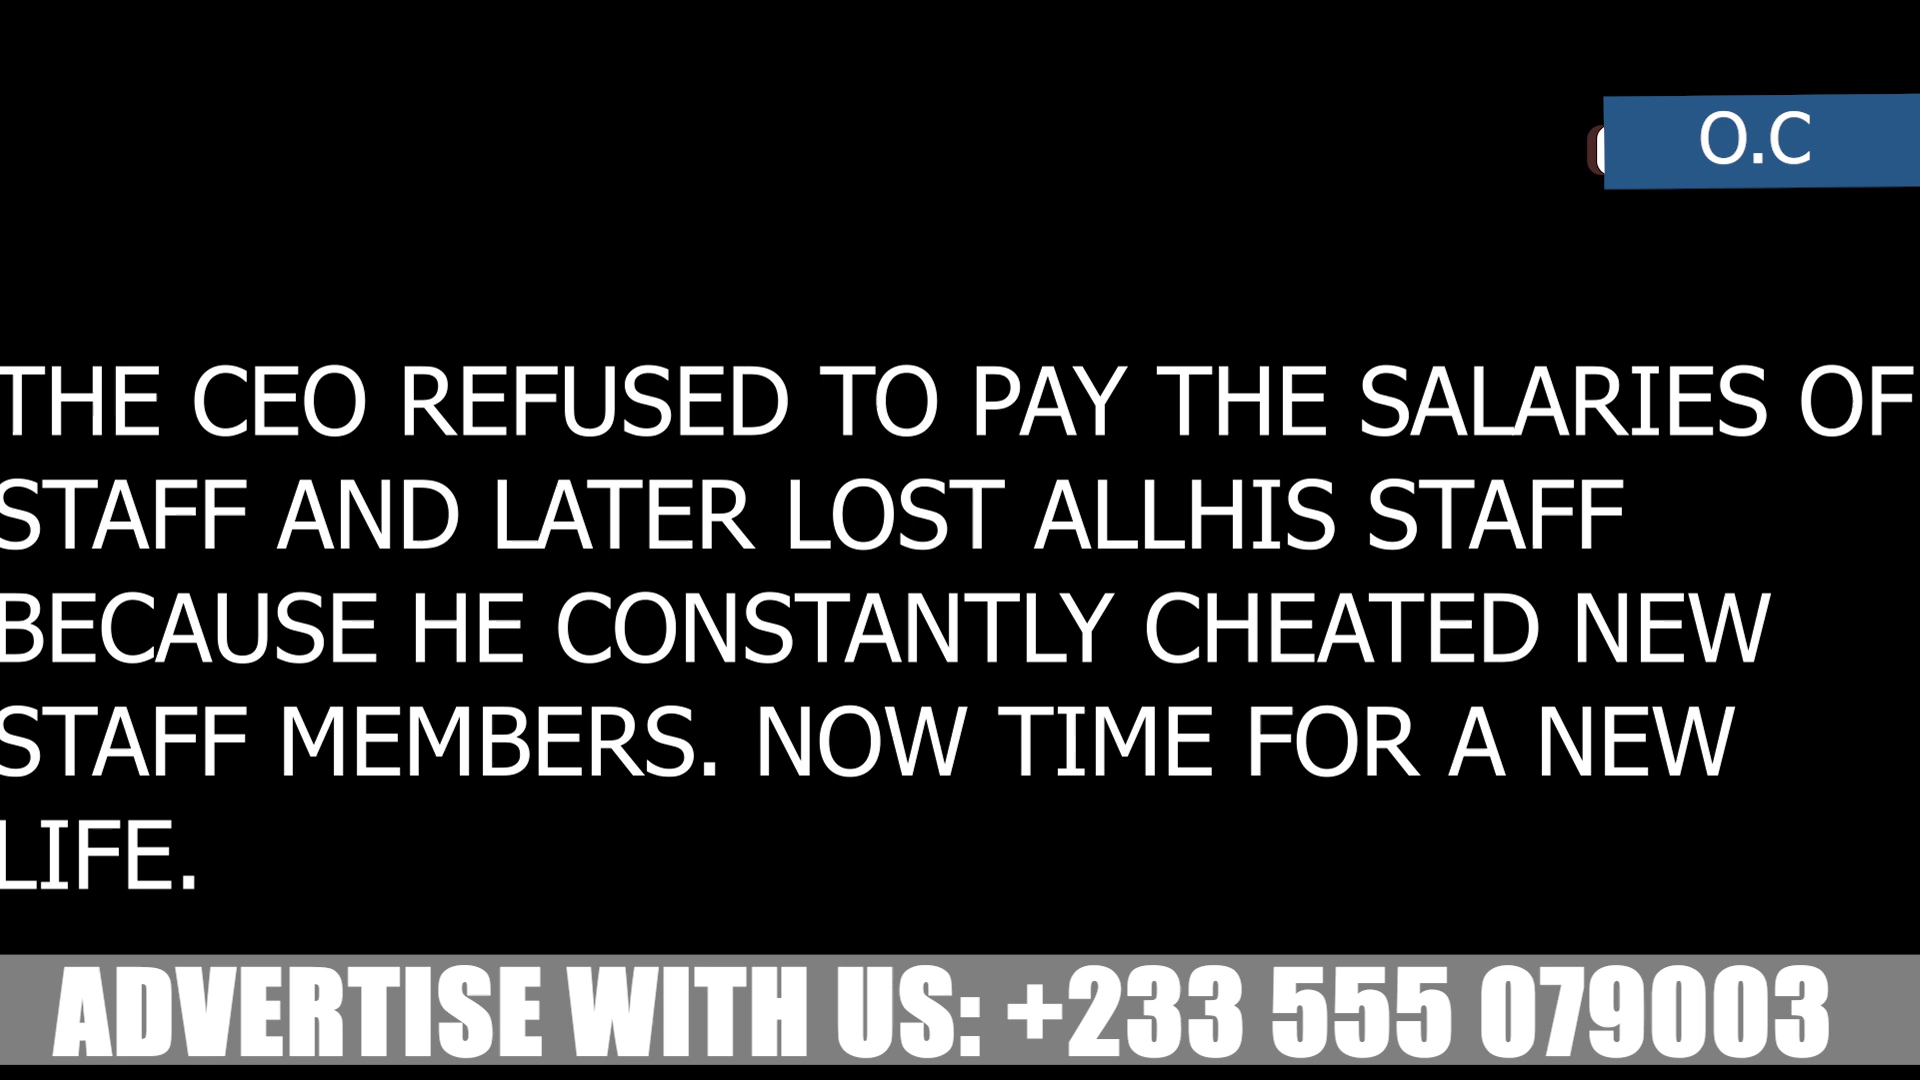 O.C
THE CEO REFUSED TO PAY THE SALARIES OF
STAFF AND LATER LOST ALLHIS STAFF
BECAUSE HE CONSTANTLY CHEATED NEW
STAFF MEMBERS. NOW TIME FOR A NEW
LIFE.
ADVERTISE WITH US: +233 555 079003